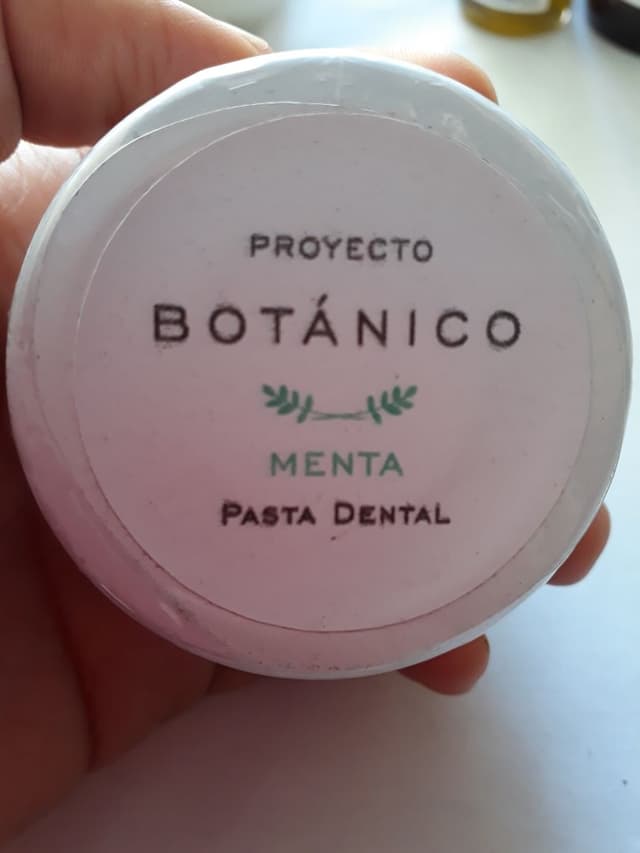 PROYECTO
BOTÁNICO
MENTA
PASTA DENTAL